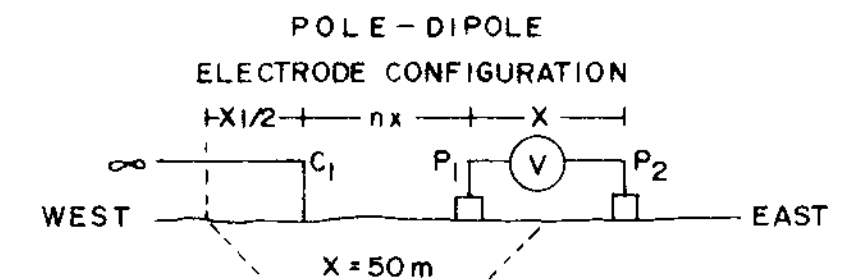 POLE-DIPOLE
ELECTRODE CONFIGURATION
X1/2 nx X
∞ C1 P1 V P2
WEST EAST
X = 50 m